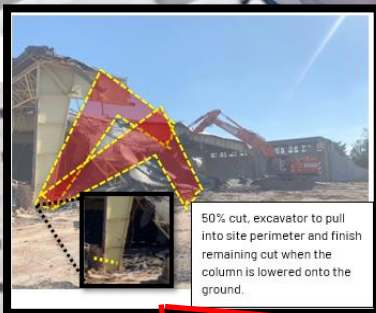 50% cut, excavator to pull
into site perimeter and finish
remaining cut when the
column is lowered onto the
ground.